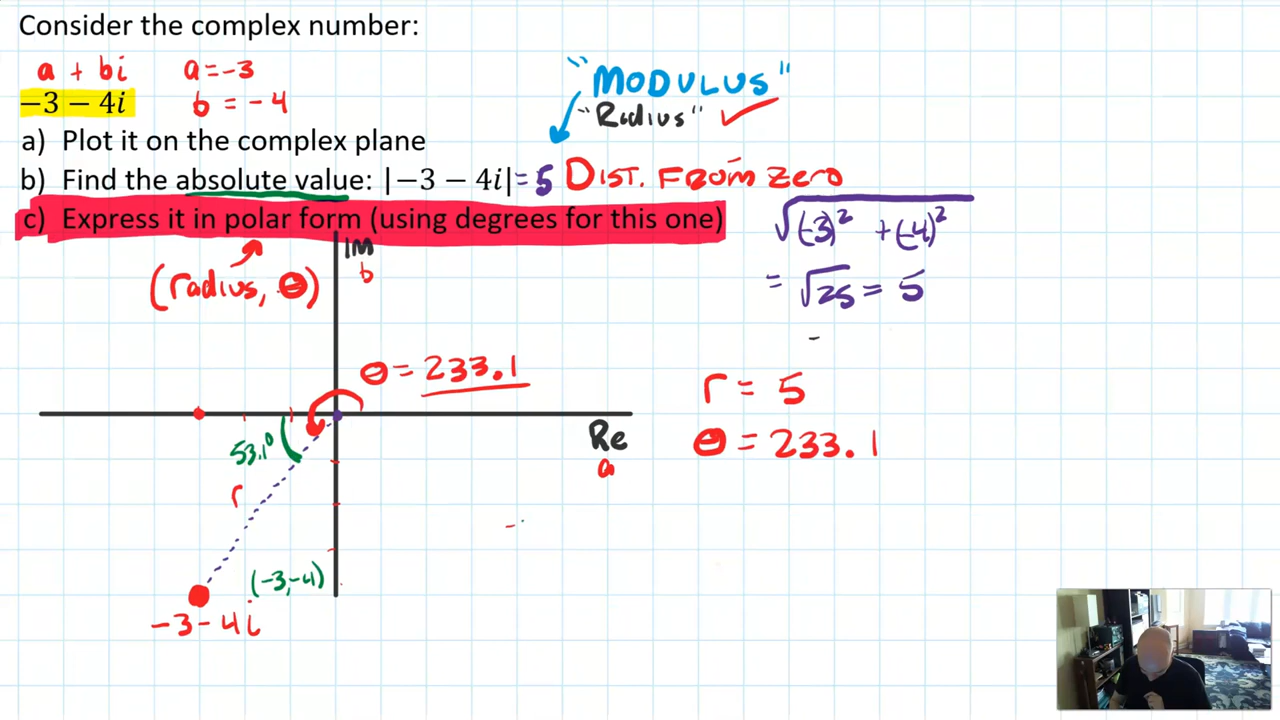 Consider the complex number:
a + bi a = -3
−3 − 4i b = -4
"MODULUS"
"Radius"
a) Plot it on the complex plane
b) Find the absolute value: |−3 − 4i| = 5 DIST. FROM ZERO
c) Express it in polar form (using degrees for this one)
√(-3)² + (-4)²
= √25 = 5
IM
b
(radius, θ)
θ = 233.1
r = 5
θ = 233.1
Re
a
53.1°
r
(-3,-4)
-3-4i